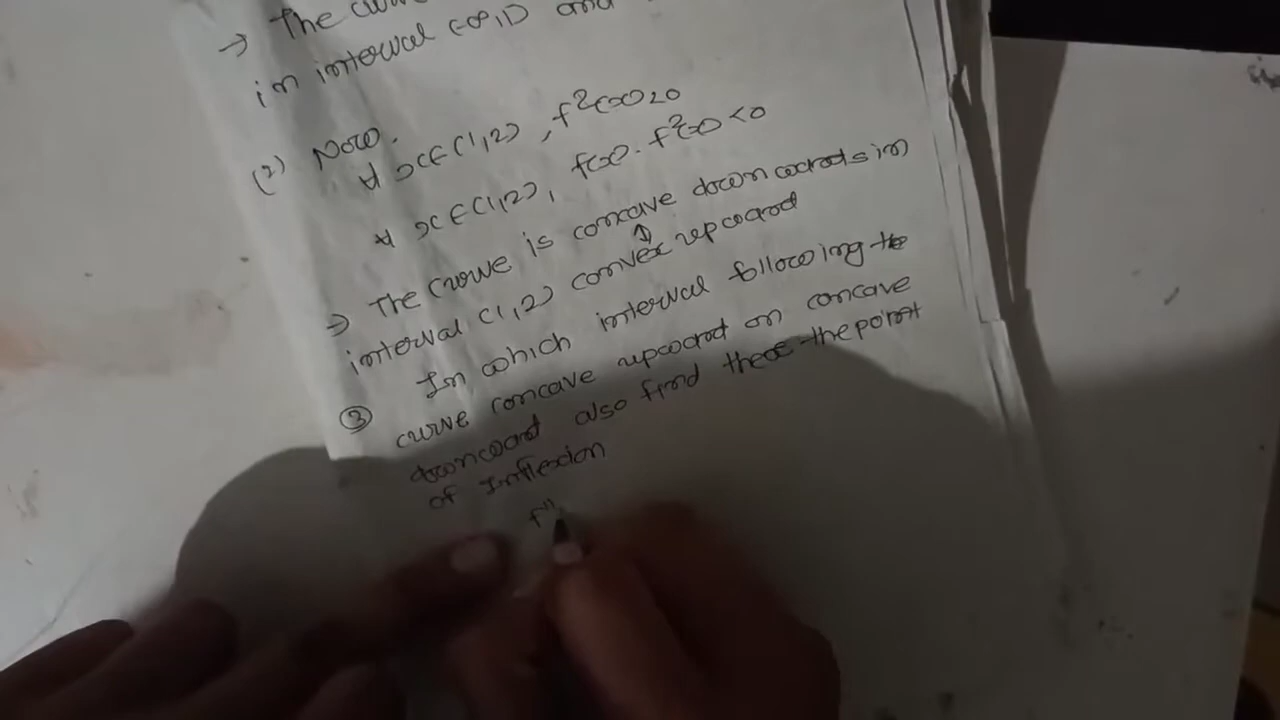 → The curve
in interval (-∞,1) and
(2) Now.
∀ x∈(1,2), f²(x)<0
∀ x∈(1,2), f(x). f²(x)<0
⇒ The curve is concave downwards in
interval (1,2) convex upward
③ In which interval following the
curve concave upward on concave
downward also find the the point
of Inflexion
f''